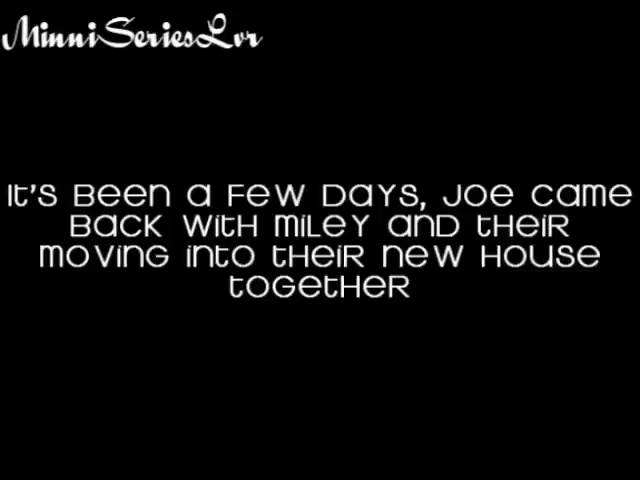 MinniSeriesLvr
It's been a few days, Joe came
back with Miley and their
moving into their new house
together